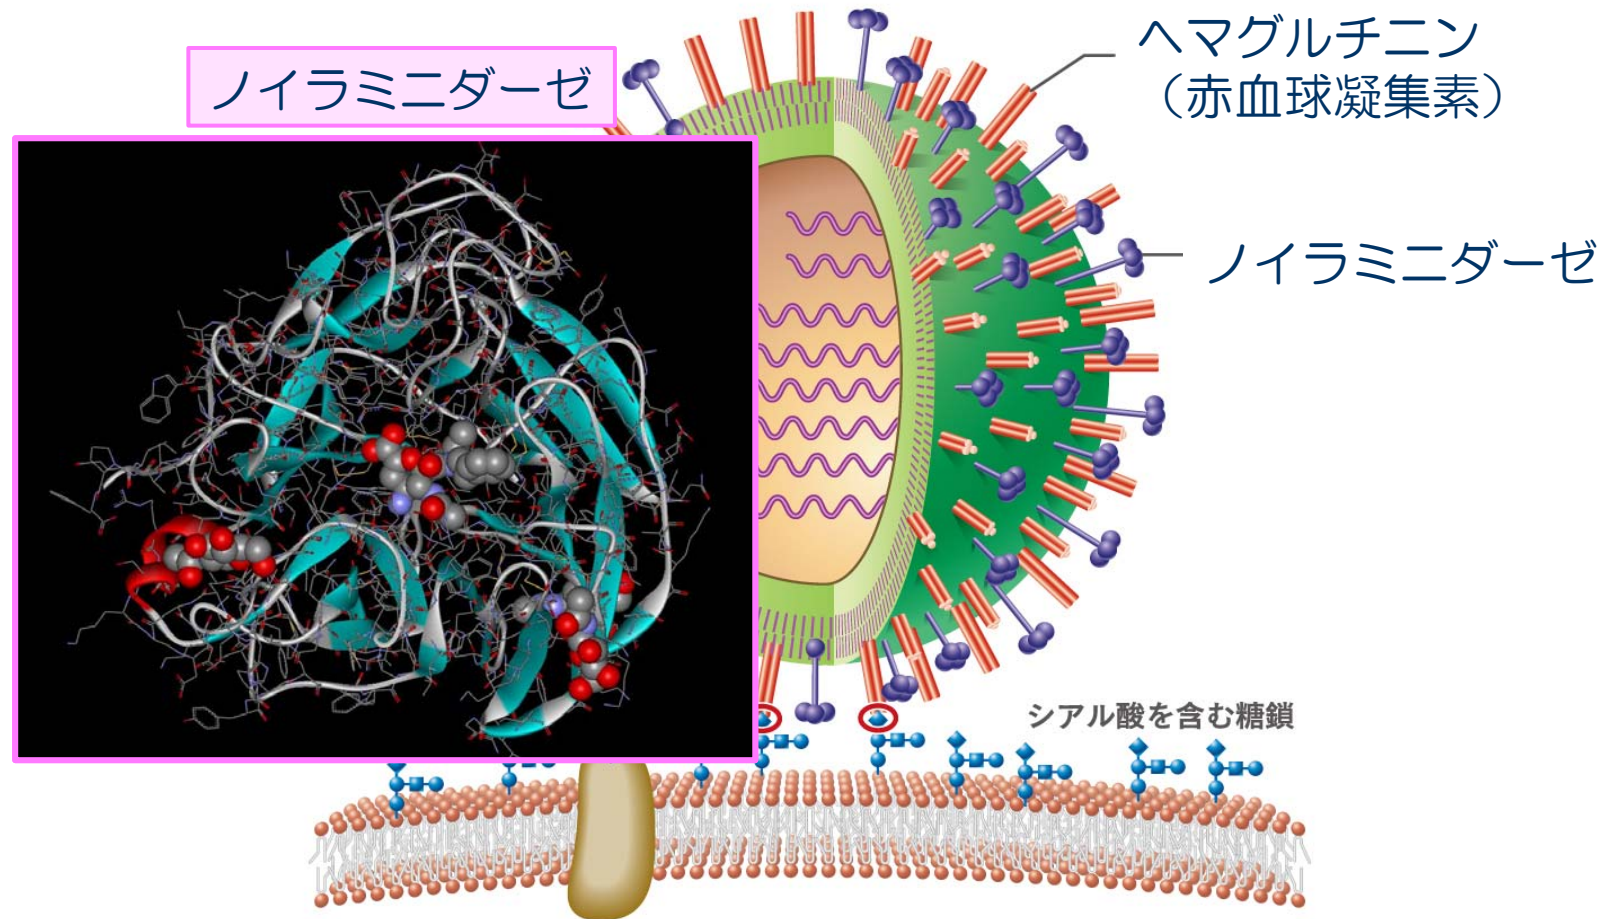 ヘマグルチニン
（赤血球凝集素）
ノイラミニダーゼ
ノイラミニダーゼ
シアル酸を含む糖鎖